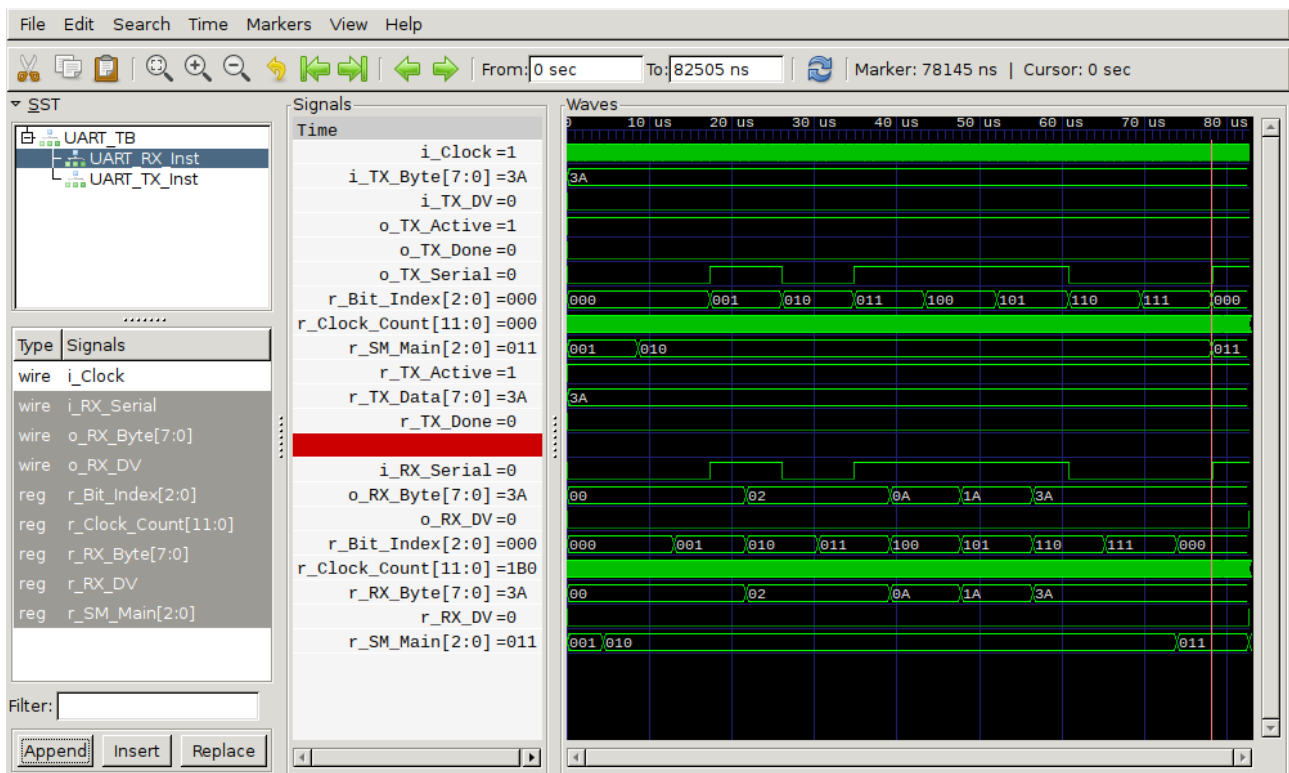 File Edit Search Time Markers View Help
From: 0 sec To: 82505 ns Marker: 78145 ns | Cursor: 0 sec
SST
UART_TB
UART_RX_Inst
UART_TX_Inst
Type Signals
wire i_Clock
wire i_RX_Serial
wire o_RX_Byte[7:0]
wire o_RX_DV
reg r_Bit_Index[2:0]
reg r_Clock_Count[11:0]
reg r_RX_Byte[7:0]
reg r_RX_DV
reg r_SM_Main[2:0]
Filter:
Append Insert Replace
Signals
Time
i_Clock=1
i_TX_Byte[7:0]=3A
i_TX_DV=0
o_TX_Active=1
o_TX_Done=0
o_TX_Serial=0
r_Bit_Index[2:0]=000
r_Clock_Count[11:0]=000
r_SM_Main[2:0]=011
r_TX_Active=1
r_TX_Data[7:0]=3A
r_TX_Done=0
i_RX_Serial=0
o_RX_Byte[7:0]=3A
o_RX_DV=0
r_Bit_Index[2:0]=000
r_Clock_Count[11:0]=1B0
r_RX_Byte[7:0]=3A
r_RX_DV=0
r_SM_Main[2:0]=011
Waves
10 us 20 us 30 us 40 us 50 us 60 us 70 us 80 us
3A
000 001 010 011 100 101 110 111 000
001 010 011
3A
00 02 0A 1A 3A
000 001 010 011 100 101 110 111 000
00 02 0A 1A 3A
001 010 011